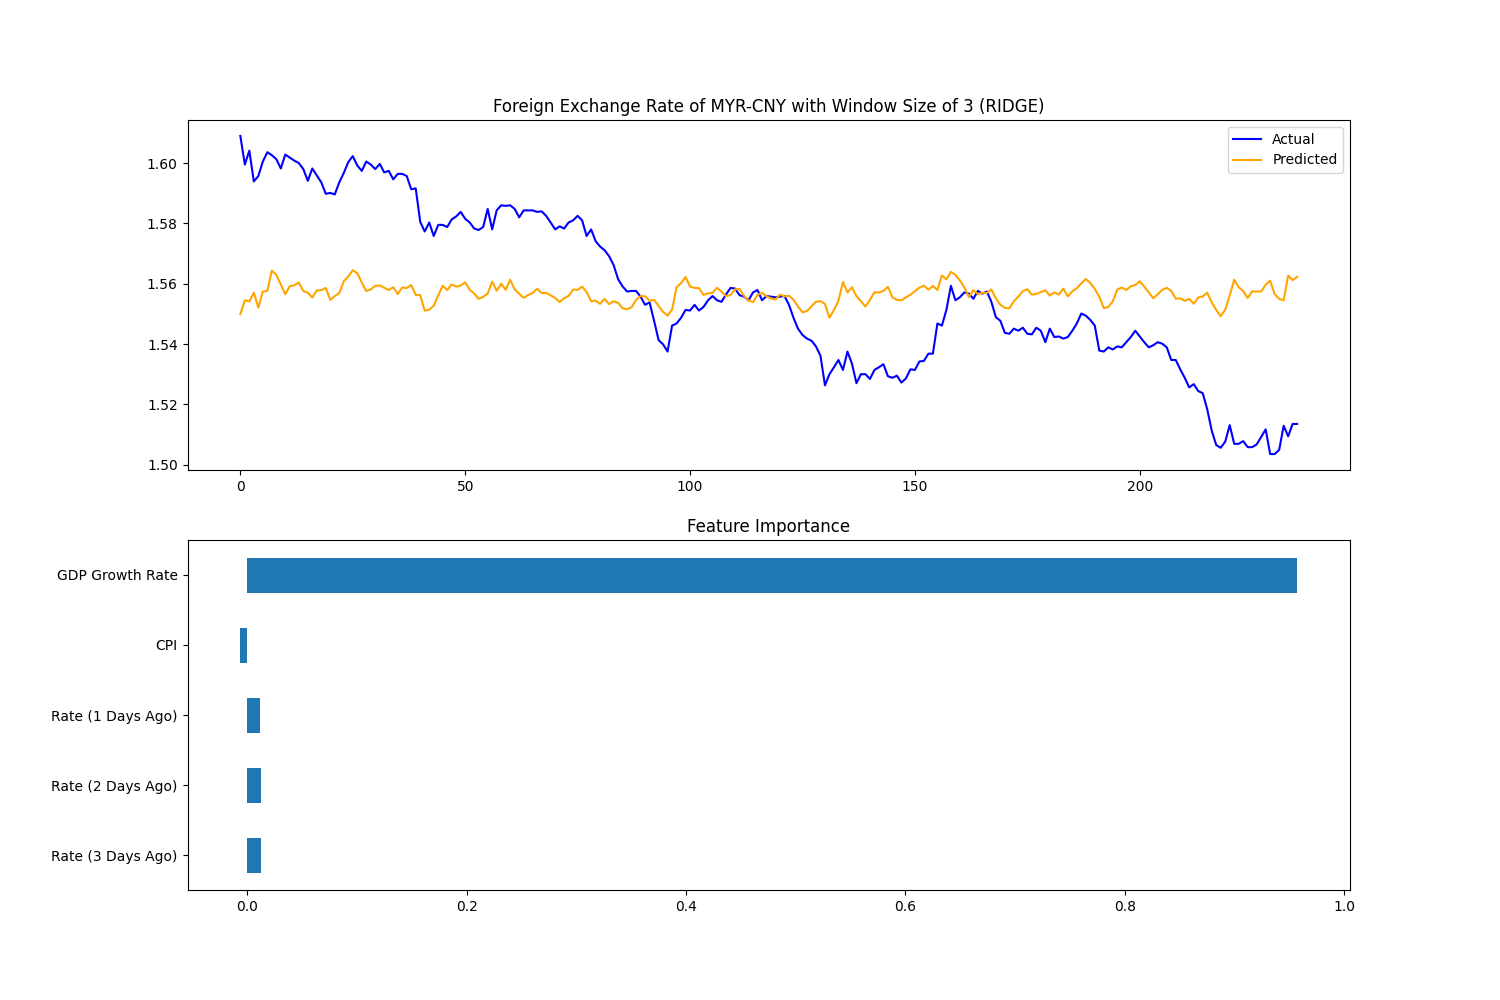 Foreign Exchange Rate of MYR-CNY with Window Size of 3 (RIDGE)
Actual
Predicted
1.60
1.58
1.56
1.54
1.52
1.50
0 50 100 150 200
Feature Importance
GDP Growth Rate
CPI
Rate (1 Days Ago)
Rate (2 Days Ago)
Rate (3 Days Ago)
0.0 0.2 0.4 0.6 0.8 1.0